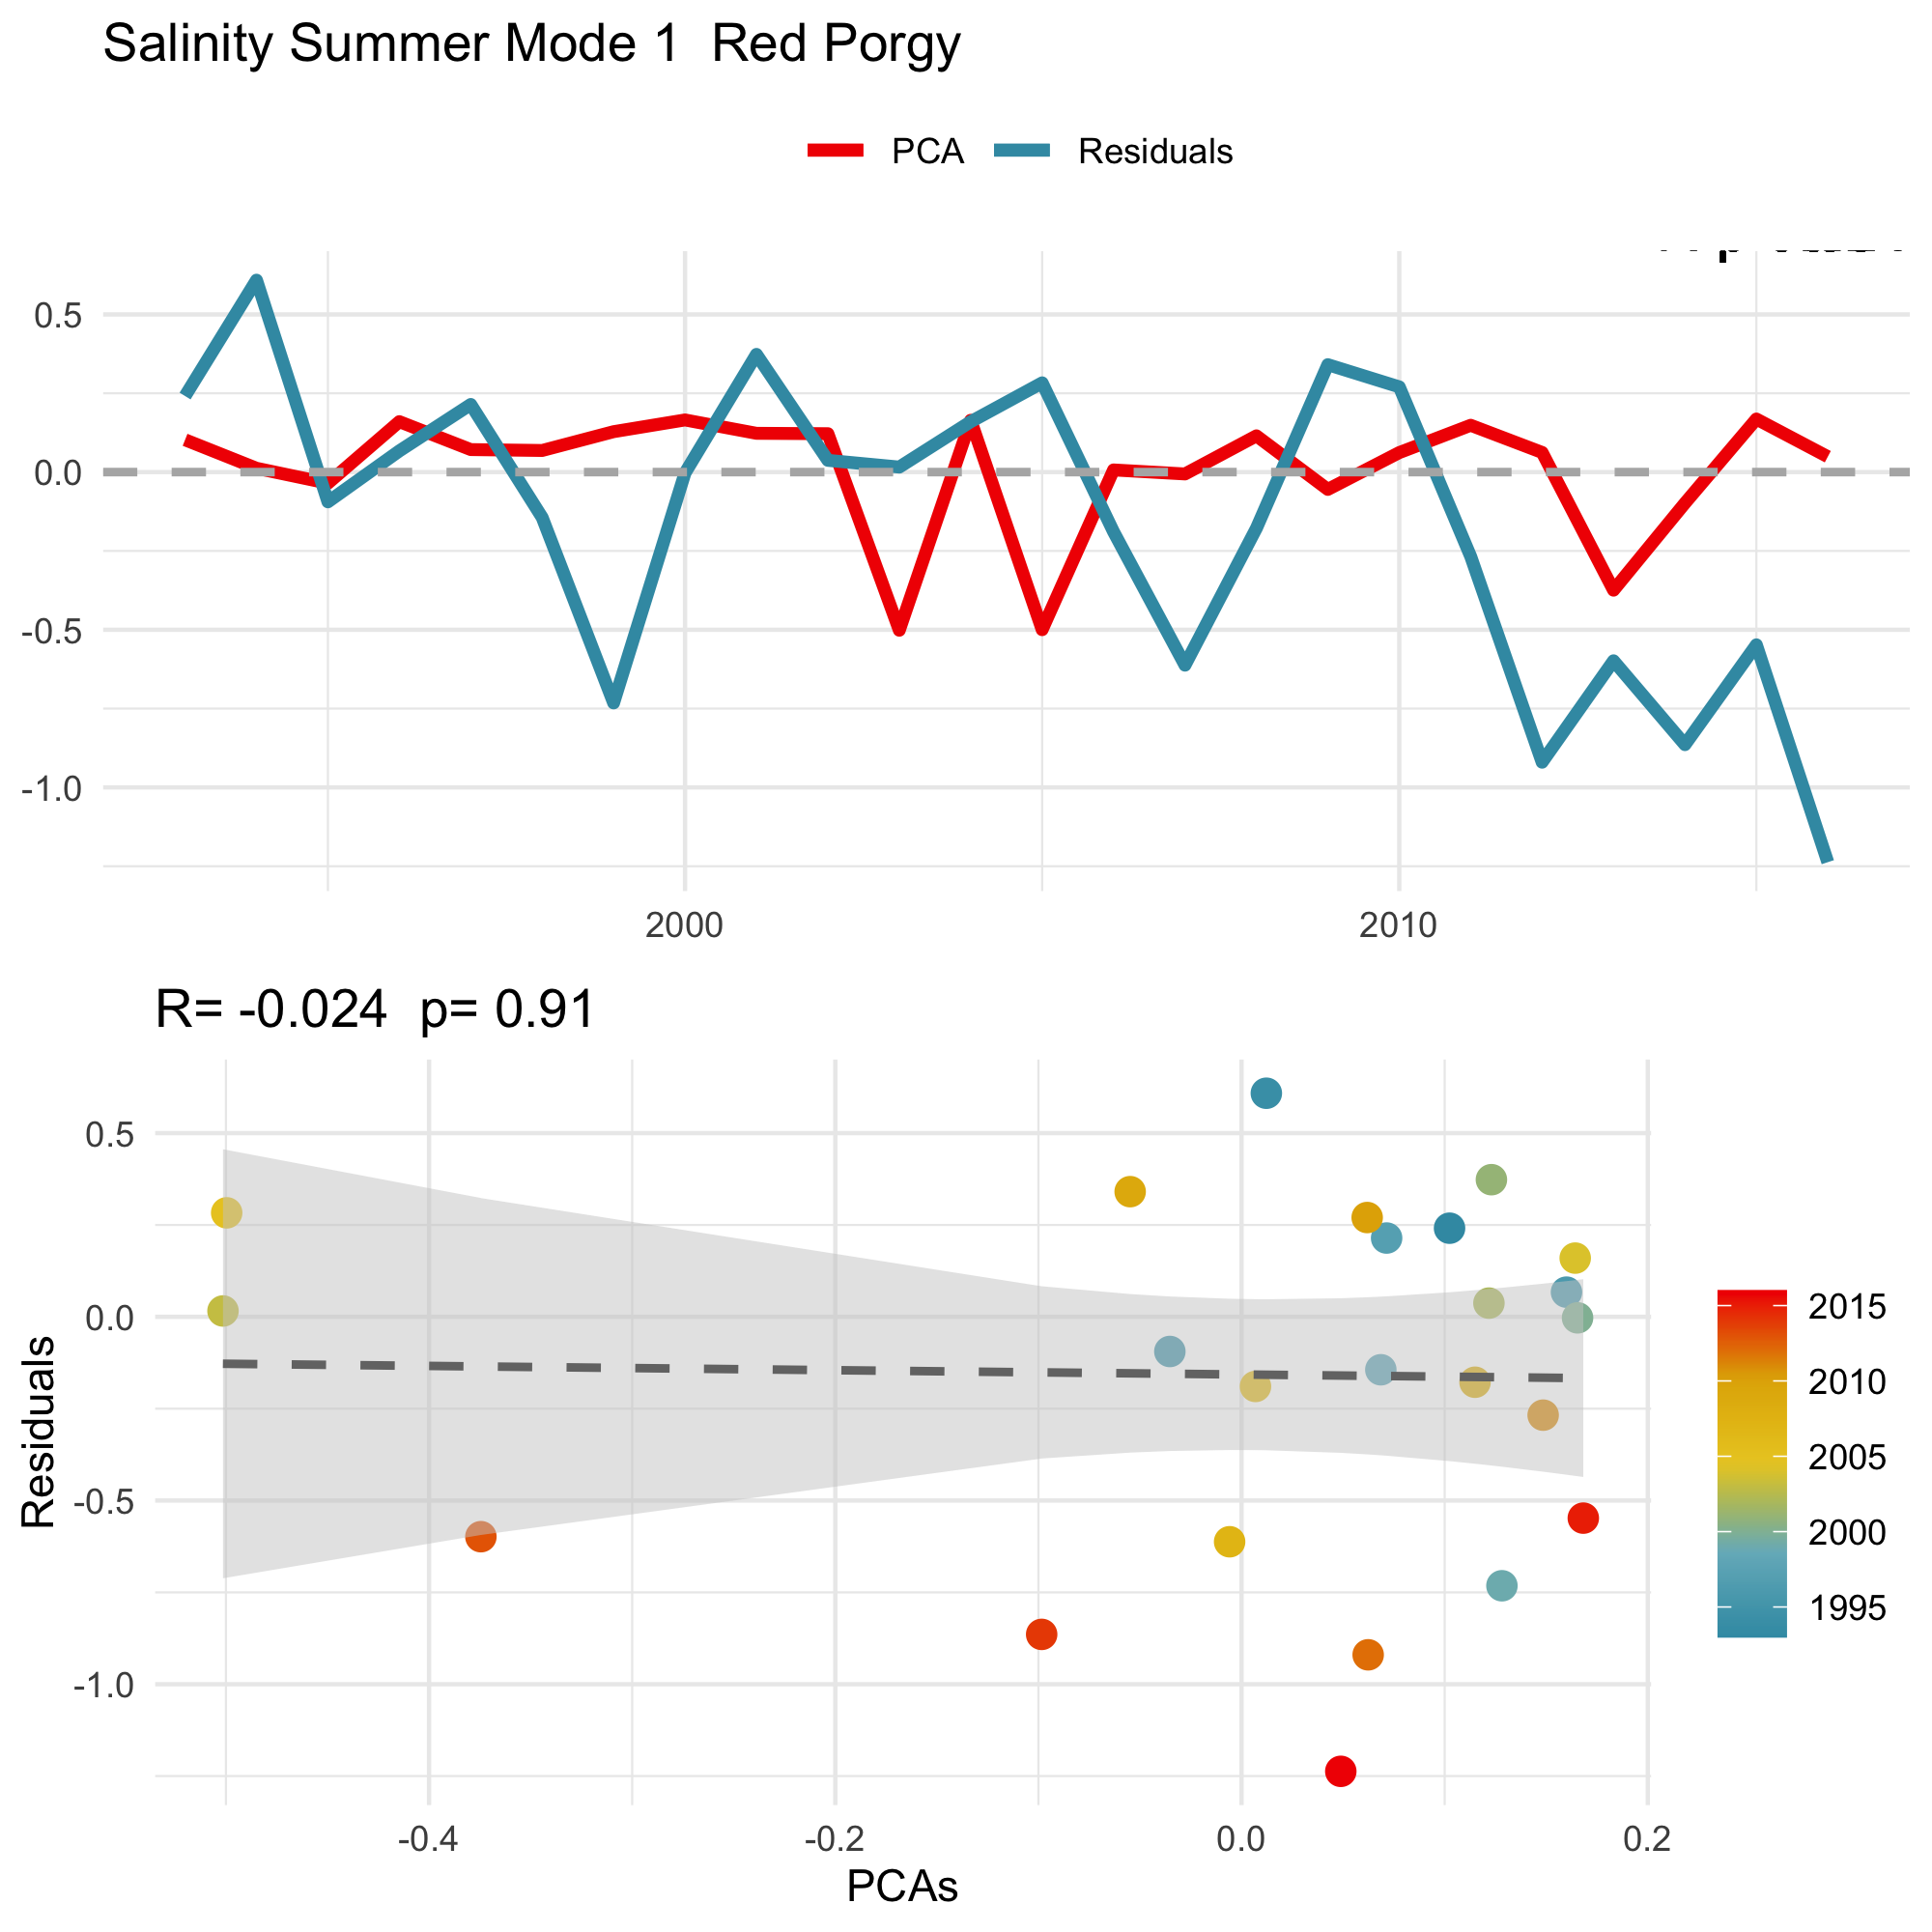 Salinity Summer Mode 1  Red Porgy
PCA Residuals
0.5
0.0
-0.5
-1.0
2000 2010
R= -0.024  p= 0.91
Residuals
0.5
0.0
-0.5
-1.0
-0.4 -0.2 0.0 0.2
PCAs
2015
2010
2005
2000
1995